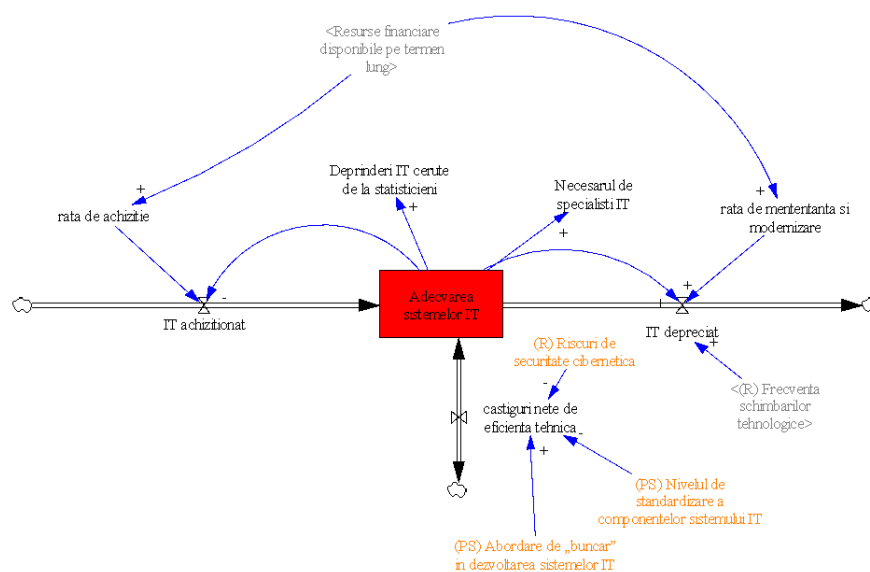 <Resurse financiare
disponibile pe termen
lung>
Deprinderi IT cerute
de la statisticieni
+
Necesarul de
specialisti IT
+
+
rata de achizitie
+
rata de mententanta si
modernizare
-
IT achizitionat
Adecvarea
sistemelor IT
+
IT depreciat
+
(R) Riscuri de
securitate cibernetica
-
castiguri nete de
eficienta tehnica
-
+
<(R) Frecventa
schimbarilor
tehnologice>
(PS) Nivelul de
standardizare a
componentelor sistemului IT
(PS) Abordare de „buncar”
in dezvoltarea sistemelor IT